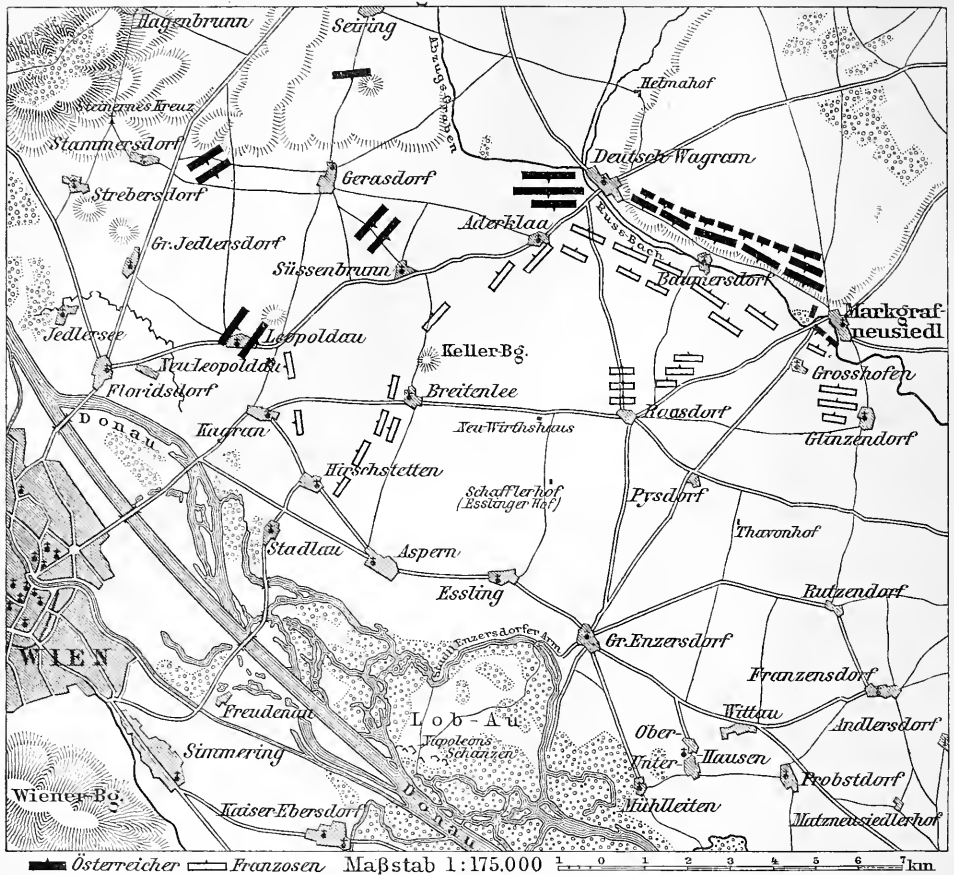 Hagenbrunn
Seiring
Abzugs-Graben
Helmahof
Steinernes Kreuz
Stammersdorf
Deutsch-Wagram
Gerasdorf
Strebersdorf
Aderklaa
Russbach
Gr. Jedlersdorf
Süssenbrunn
Baumersdorf
Jedlersee
Leopoldau
Markgraf-
neusiedl
Neu-Leopoldau
Keller-Bg.
Grosshofen
Floridsdorf
Breitenlee
Donau
Kagran
Neu-Wirthshaus
Raasdorf
Glinzendorf
Hirschstetten
Schafflerhof
(Esslinger Hof)
Pysdorf
Stadlau
Aspern
Thavonhof
Essling
Rutzendorf
Enzersdorfer Arm
Gr. Enzersdorf
WIEN
Franzensdorf
Freudenau
Lob-Au
Wittau
Andlersdorf
Napoleons
Schanzen
Ober-
Hausen
Simmering
Unter
Probstdorf
Wiener-Bg.
Donau
Mühlleiten
Kaiser-Ebersdorf
Matzneusiedlerhof
Österreicher Franzosen Maßstab 1:175.000 1 0 1 2 3 4 5 6 7 km